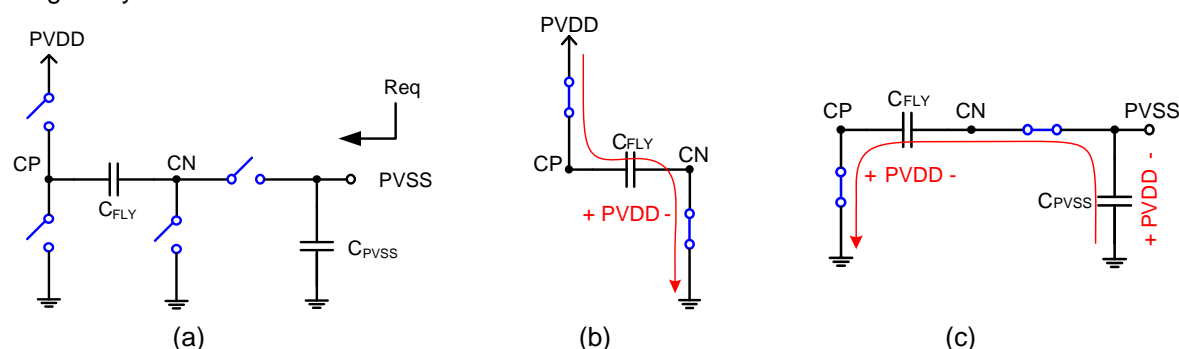 PVDD
Req
CP
CN
PVSS
CFLY
CPVSS
(a)
PVDD
CFLY
CP
CN
+ PVDD -
(b)
CFLY
CP
CN
PVSS
+ PVDD -
CPVSS
+ PVDD -
(c)